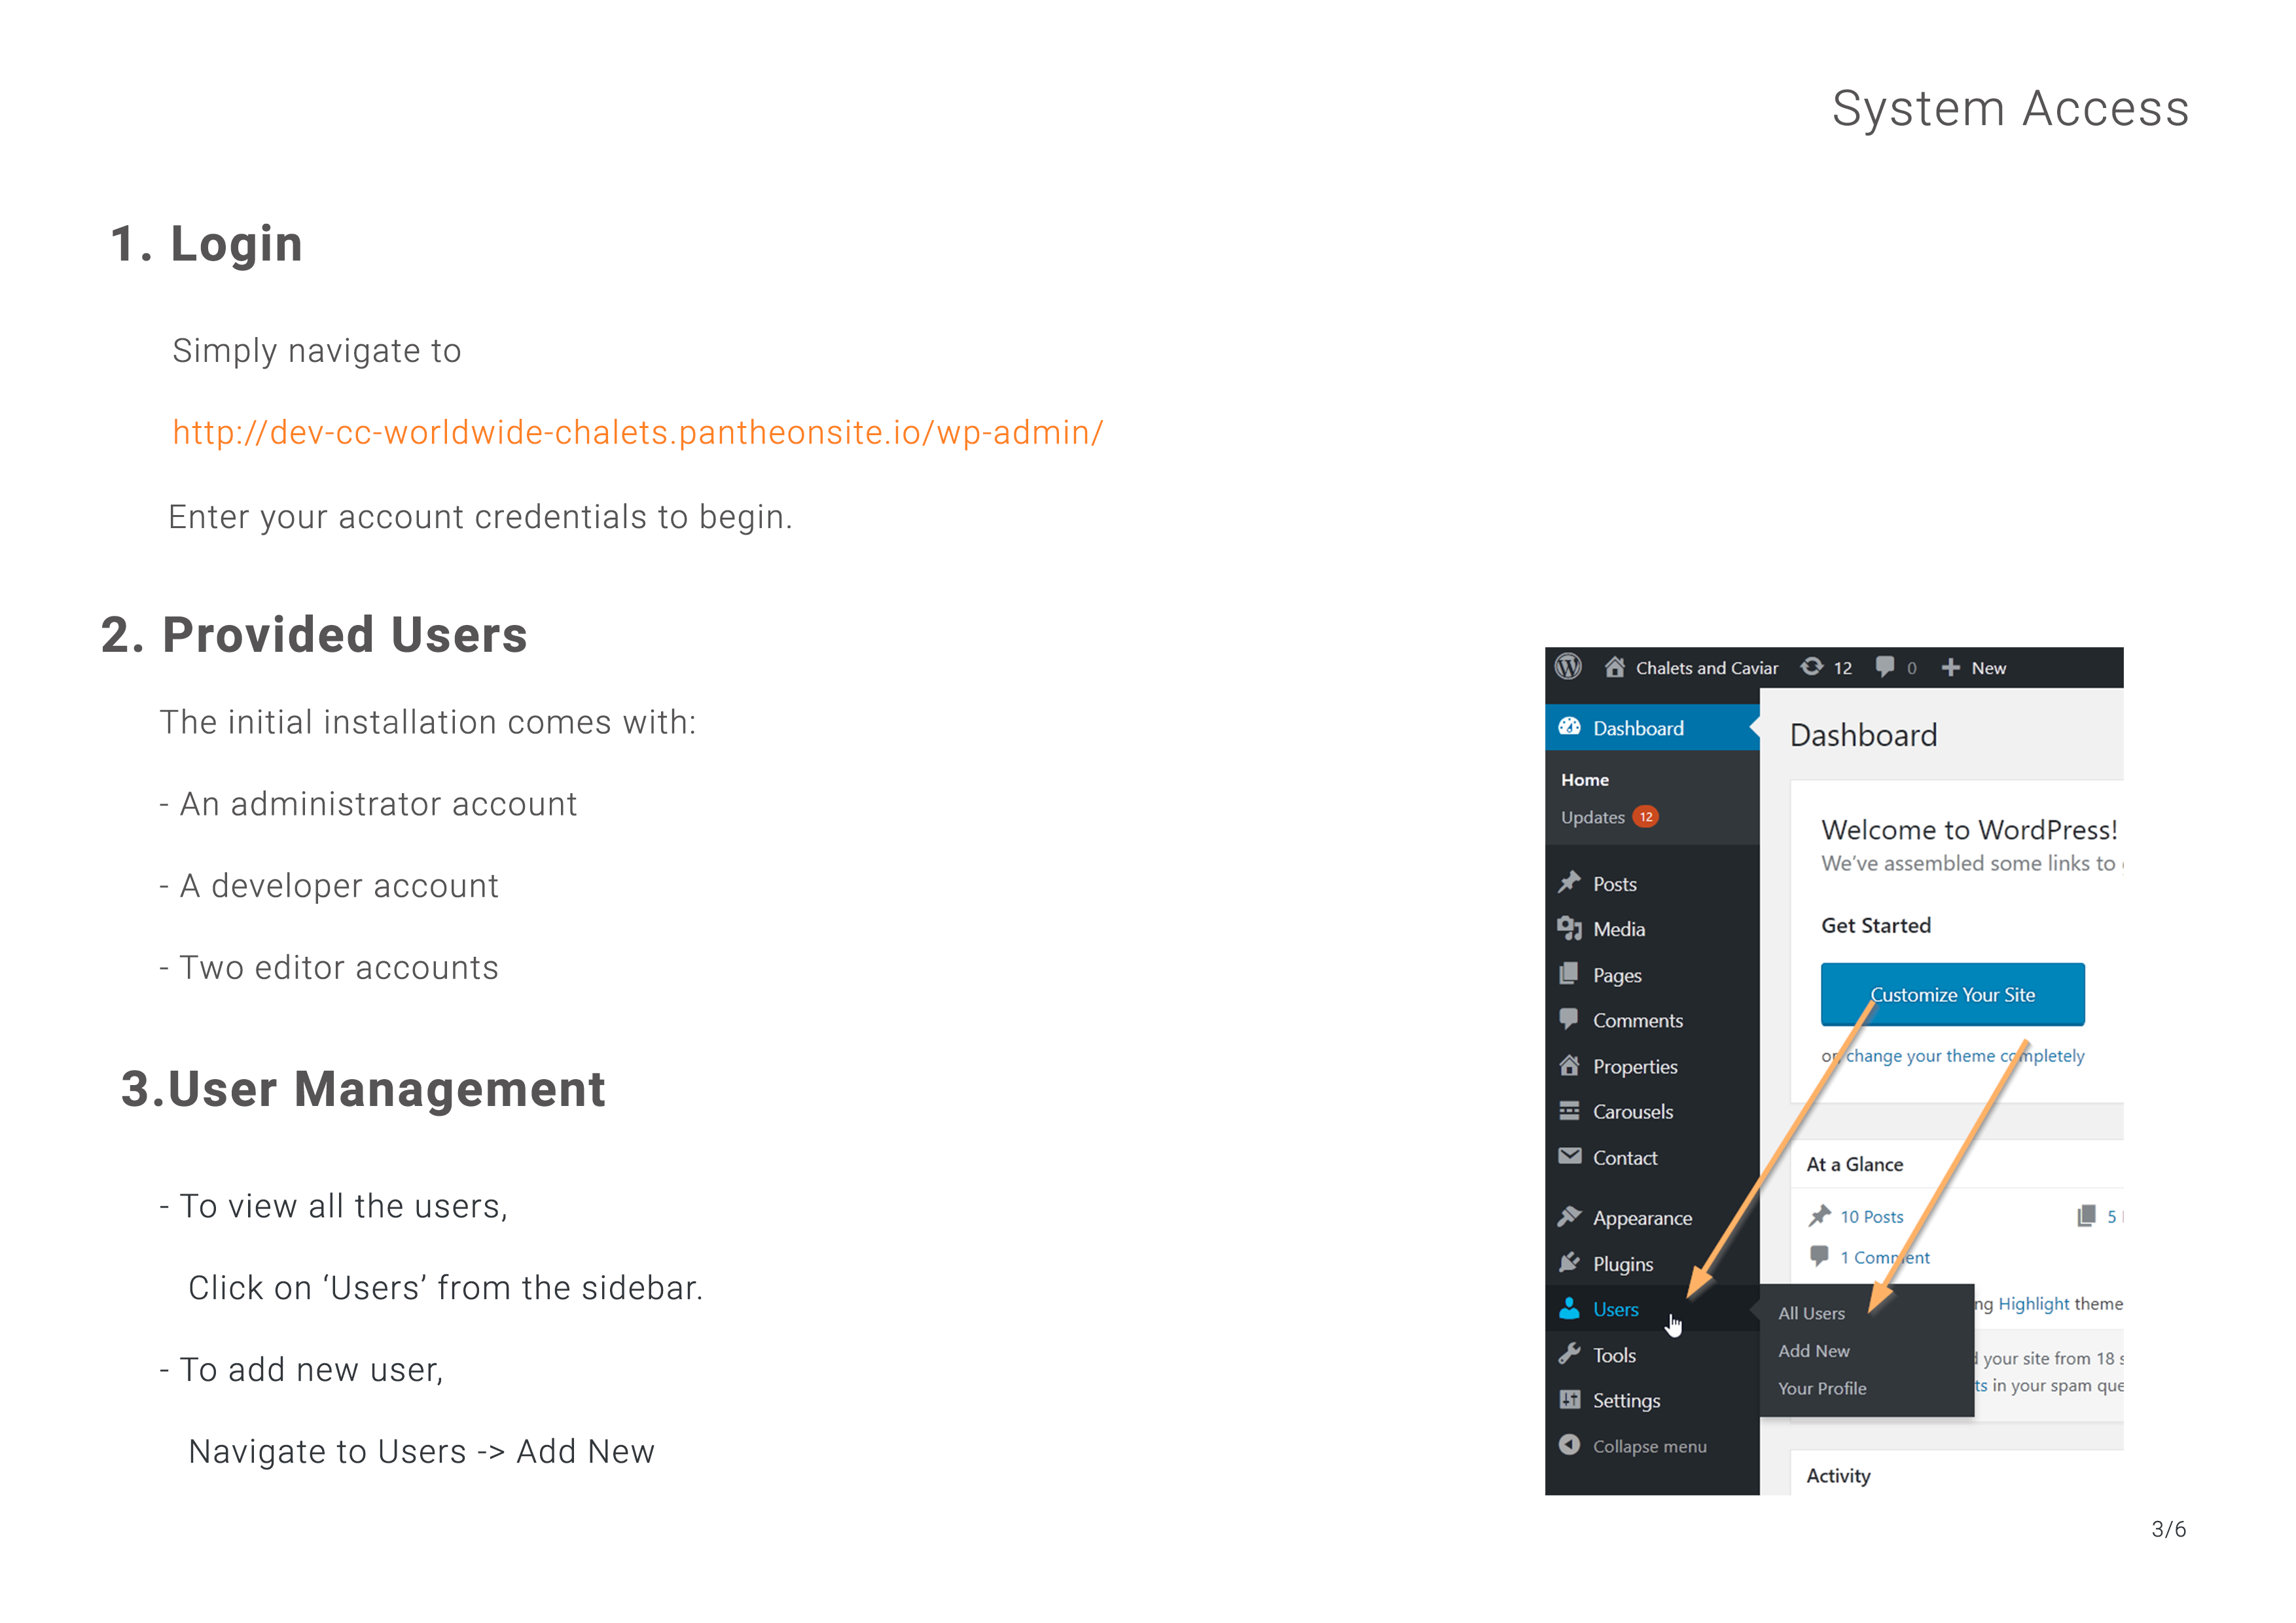 System Access
1. Login
Simply navigate to
http://dev-cc-worldwide-chalets.pantheonsite.io/wp-admin/
Enter your account credentials to begin.
2. Provided Users
The initial installation comes with:
- An administrator account
- A developer account
- Two editor accounts
3.User Management
- To view all the users,
Click on ‘Users’ from the sidebar.
- To add new user,
Navigate to Users -> Add New
Chalets and Caviar 12 0 New
Dashboard
Home
Updates 12
Posts
Media
Pages
Comments
Properties
Carousels
Contact
Appearance
Plugins
Users
Tools
Settings
Collapse menu
All Users
Add New
Your Profile
Dashboard
Welcome to WordPress!
We’ve assembled some links to
Get Started
Customize Your Site
or change your theme completely
At a Glance
10 Posts 5
1 Comment
ng Highlight theme
your site from 18
ts in your spam que
Activity
3/6